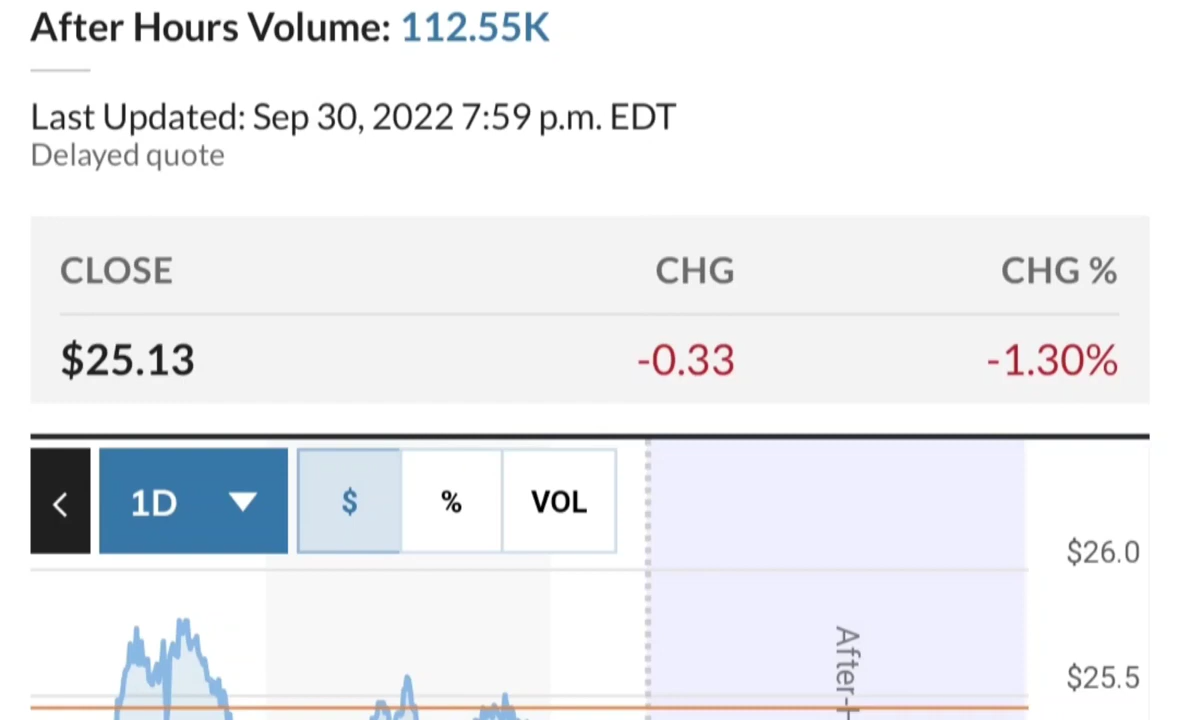 After Hours Volume: 112.55K
Last Updated: Sep 30, 2022 7:59 p.m. EDT
Delayed quote
CLOSE CHG CHG %
$25.13 -0.33 -1.30%
1D $ % VOL
$26.0
After-
$25.5